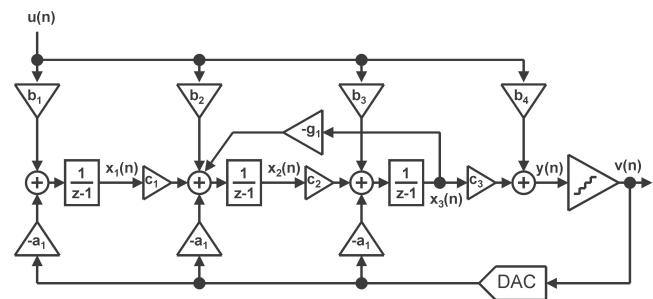 u(n)
b1 b2 b3 b4
-g1
x1(n) x2(n) y(n) v(n)
1 1 1
z-1 c1 z-1 c2 z-1 c3
x3(n)
-a1 -a1 -a1
DAC